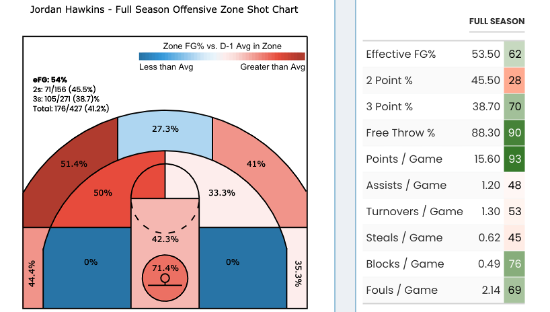 Jordan Hawkins - Full Season Offensive Zone Shot Chart
Zone FG% vs. D-1 Avg in Zone
Less than Avg Greater than Avg
eFG: 54%
2s: 71/156 (45.5%)
3s: 105/271 (38.7)%
Total: 176/427 (41.2%)
27.3%
51.4%
41%
50%
33.3%
42.3%
0%
0%
71.4%
44.4%
35.3%
FULL SEASON
Effective FG% 53.50 62
2 Point % 45.50 28
3 Point % 38.70 70
Free Throw % 88.30 90
Points / Game 15.60 93
Assists / Game 1.20 48
Turnovers / Game 1.30 53
Steals / Game 0.62 45
Blocks / Game 0.49 76
Fouls / Game 2.14 69